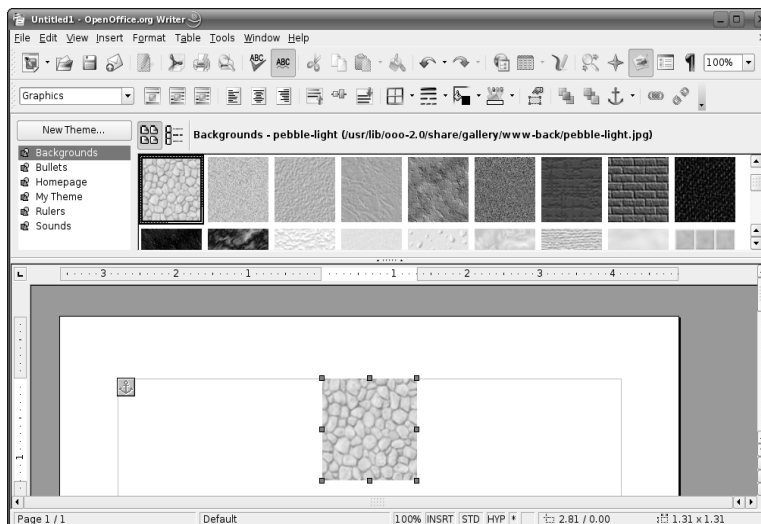 Untitled1 - OpenOffice.org Writer
File Edit View Insert Format Table Tools Window Help
ABC ABC 100%
Graphics
New Theme... Backgrounds - pebble-light (/usr/lib/ooo-2.0/share/gallery/www-back/pebble-light.jpg)
Backgrounds
Bullets
Homepage
My Theme
Rulers
Sounds
L 3 2 1 1 2 3 4
1
Page 1 / 1 Default 100% INSRT STD HYP * 2.81 / 0.00 1.31 x 1.31